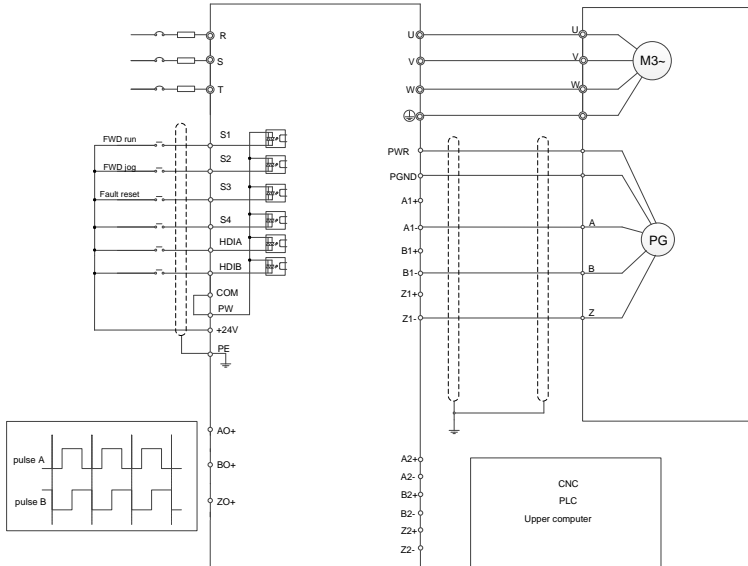 R
S
T
FWD run
FWD jog
Fault reset
S1
S2
S3
S4
HDIA
HDIB
COM
PW
+24V
PE
AO+
BO+
ZO+
pulse A
pulse B
U
V
W
PWR
PGND
A1+
A1-
B1+
B1-
Z1+
Z1-
A2+
A2-
B2+
B2-
Z2+
Z2-
U
V
W
M3~
A
B
Z
PG
CNC
PLC
Upper computer